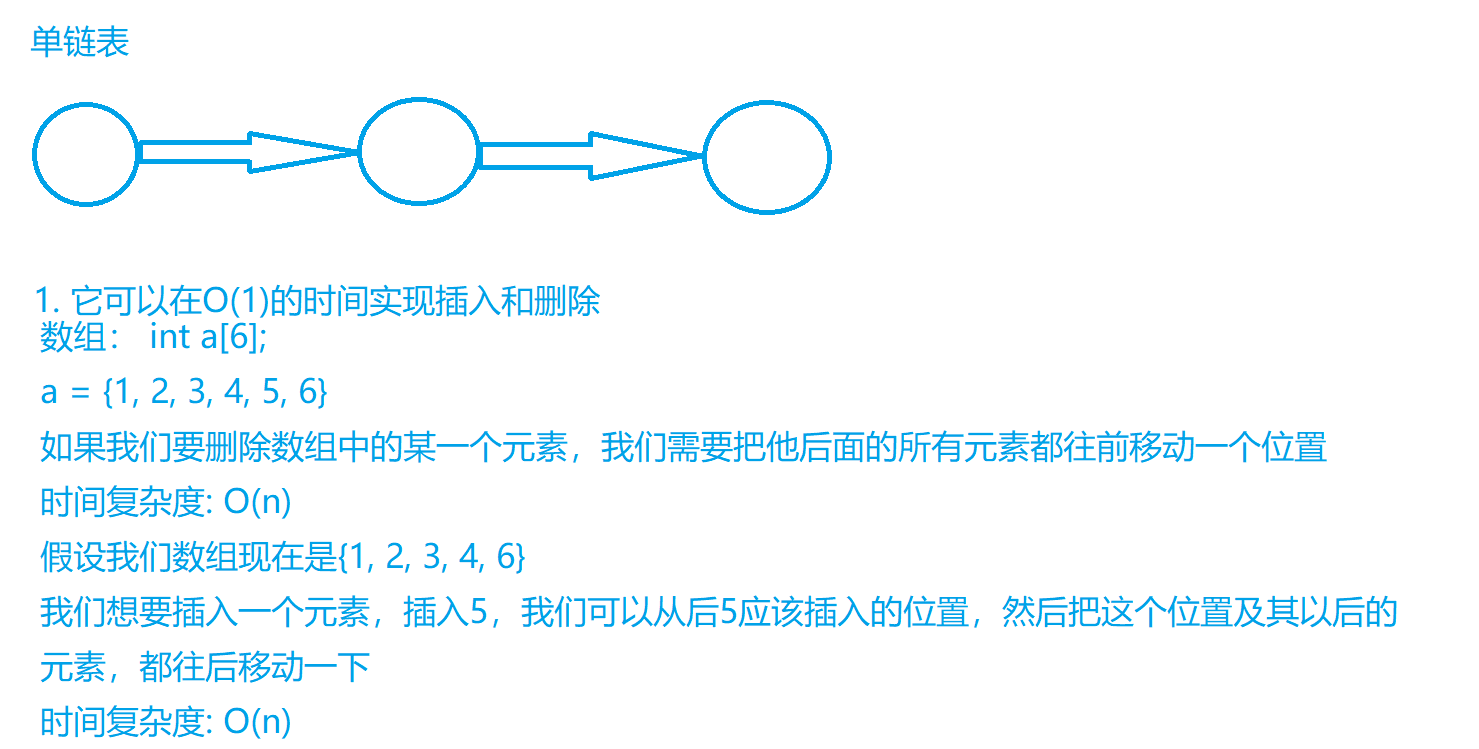 单链表
1. 它可以在O(1)的时间实现插入和删除
数组： int a[6];
a = {1, 2, 3, 4, 5, 6}
如果我们要删除数组中的某一个元素，我们需要把他后面的所有元素都往前移动一个位置
时间复杂度: O(n)
假设我们数组现在是{1, 2, 3, 4, 6}
我们想要插入一个元素，插入5，我们可以从后5应该插入的位置，然后把这个位置及其以后的
元素，都往后移动一下
时间复杂度: O(n)